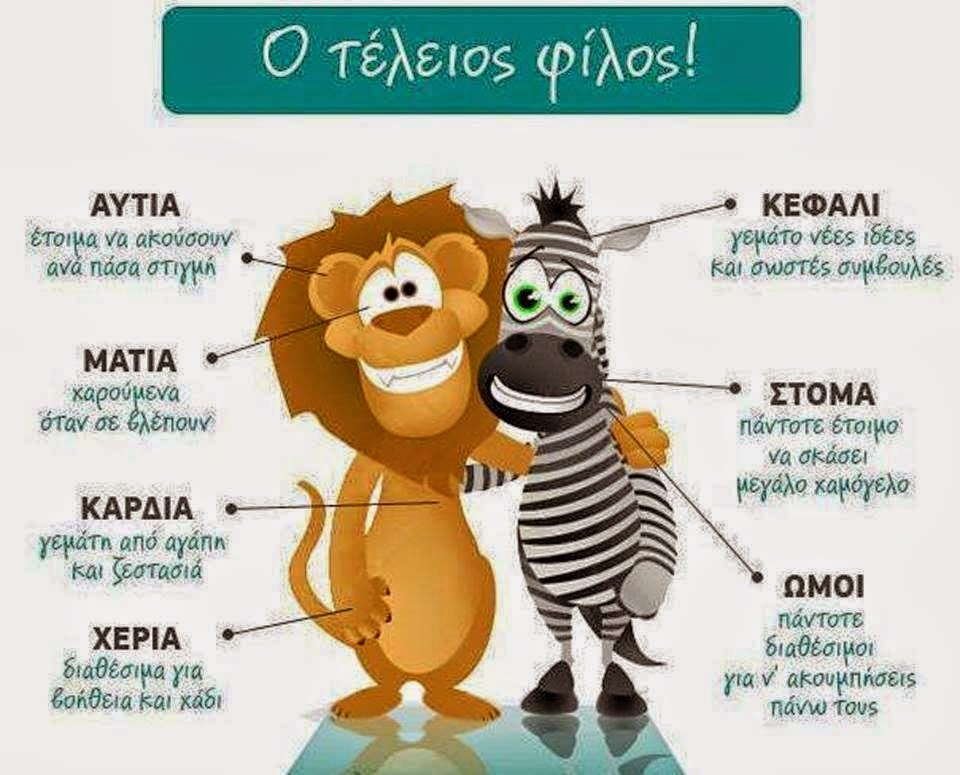 Ο τέλειος φίλος!
ΑΥΤΙΑ
έτοιμα να ακούσουν
ανά πάσα στιγμή
ΜΑΤΙΑ
χαρούμενα
όταν σε βλέπουν
ΚΑΡΔΙΑ
γεμάτη από αγάπη
και ζεστασιά
ΧΕΡΙΑ
διαθέσιμα για
βοήθεια και χάδι
ΚΕΦΑΛΙ
γεμάτο νέες ιδέες
και σωστές συμβουλές
ΣΤΟΜΑ
πάντοτε έτοιμο
να σκάσει
μεγάλο χαμόγελο
ΩΜΟΙ
πάντοτε
διαθέσιμοι
για ν' ακουμπήσεις
πάνω τους